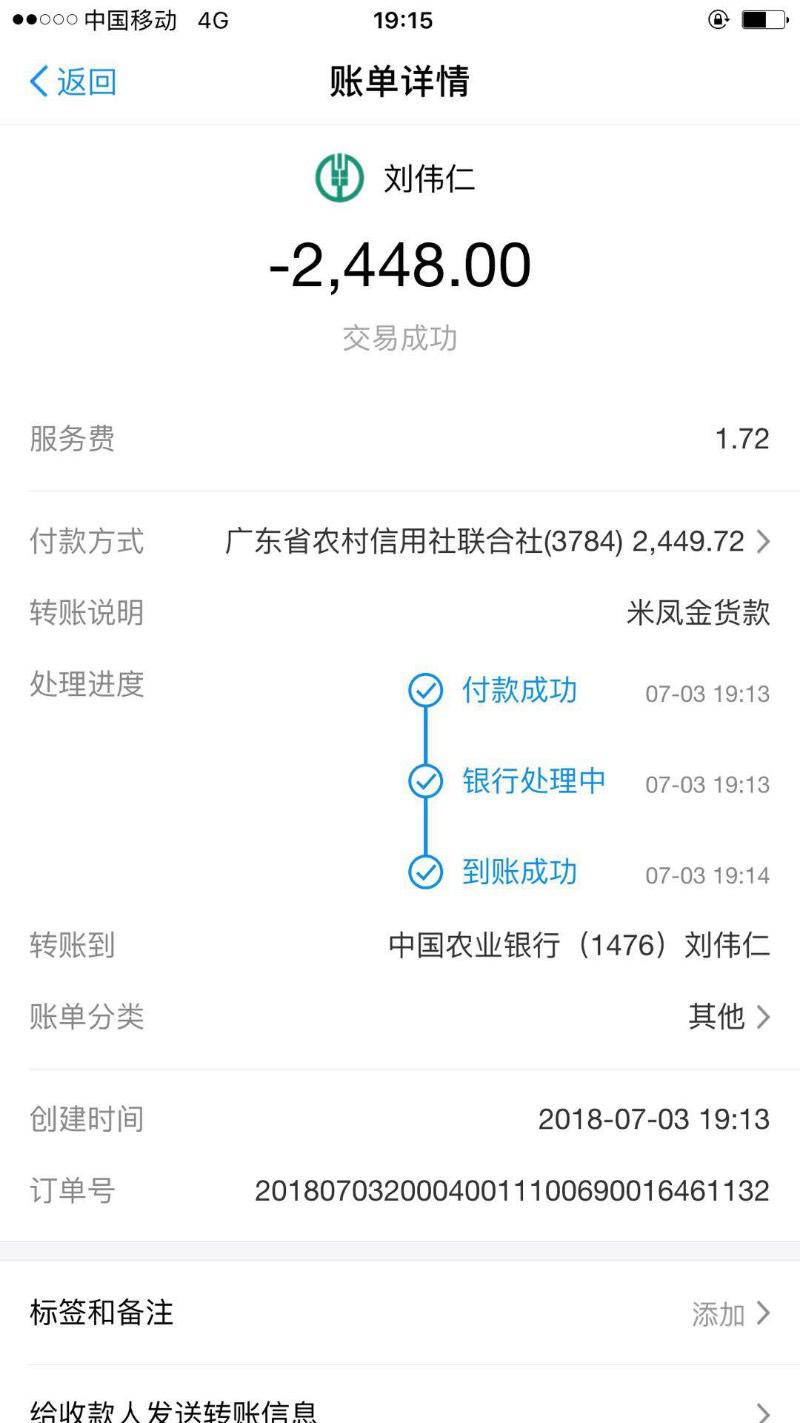 中国移动 4G 19:15
返回 账单详情
刘伟仁
-2,448.00
交易成功
服务费 1.72
付款方式 广东省农村信用社联合社(3784) 2,449.72
转账说明 米凤金货款
处理进度 付款成功 07-03 19:13
银行处理中 07-03 19:13
到账成功 07-03 19:14
转账到 中国农业银行（1476）刘伟仁
账单分类 其他
创建时间 2018-07-03 19:13
订单号 20180703200040011100690016461132
标签和备注 添加
给收款人发送转账信息